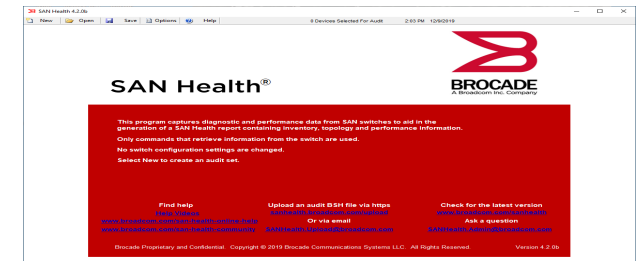 SAN Health 4.2.0b
New Open Save Options Help 0 Devices Selected For Audit 2:03 PM 12/9/2019
SAN Health®
BROCADE
A Broadcom Inc. Company
This program captures diagnostic and performance data from SAN switches to aid in the
generation of a SAN Health report containing inventory, topology and performance information.
Only commands that retrieve information from the switch are used.
No switch configuration settings are changed.
Select New to create an audit set.
Find help
Upload an audit BSH file via https
Or via email
Check for the latest version
Ask a question
Brocade Proprietary and Confidential. Copyright © 2019 Brocade Communications Systems LLC. All Rights Reserved. Version 4.2.0b